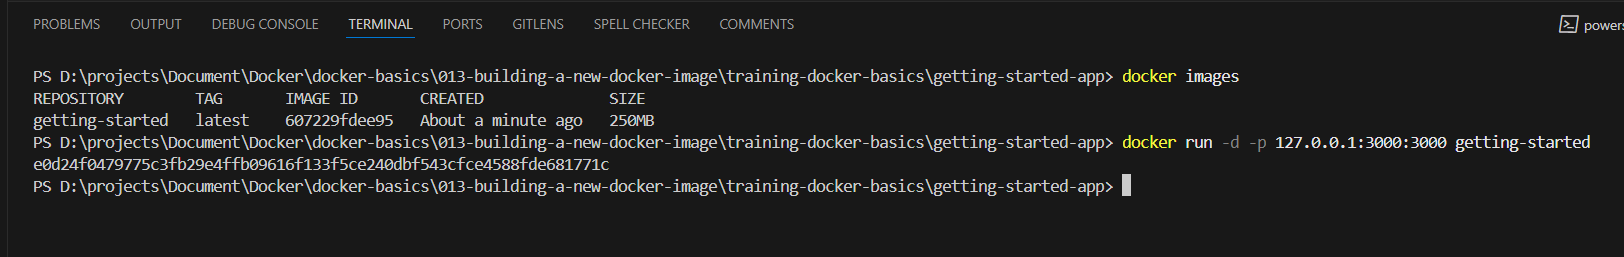 PROBLEMS OUTPUT DEBUG CONSOLE TERMINAL PORTS GITLENS SPELL CHECKER COMMENTS
PS D:\projects\Document\Docker\docker-basics\013-building-a-new-docker-image\training-docker-basics\getting-started-app> docker images
REPOSITORY TAG IMAGE ID CREATED SIZE
getting-started latest 607229fdee95 About a minute ago 250MB
PS D:\projects\Document\Docker\docker-basics\013-building-a-new-docker-image\training-docker-basics\getting-started-app> docker run -d -p 127.0.0.1:3000:3000 getting-started
e0d24f0479775c3fb29e4ffb09616f133f5ce240dbf543cfce4588fde681771c
PS D:\projects\Document\Docker\docker-basics\013-building-a-new-docker-image\training-docker-basics\getting-started-app>